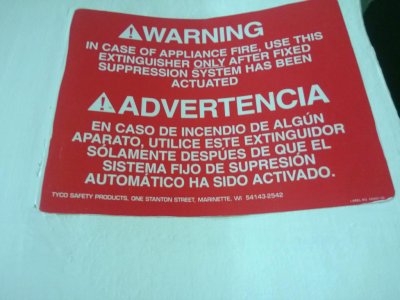 ⚠WARNING
IN CASE OF APPLIANCE FIRE, USE THIS
EXTINGUISHER ONLY AFTER FIXED
SUPPRESSION SYSTEM HAS BEEN
ACTUATED
⚠ADVERTENCIA
EN CASO DE INCENDIO DE ALGÚN
APARATO, UTILICE ESTE EXTINGUIDOR
SÓLAMENTE DESPÚES DE QUE EL
SISTEMA FIJO DE SUPRESIÓN
AUTOMÁTICO HA SIDO ACTIVADO.
TYCO SAFETY PRODUCTS, ONE STANTON STREET, MARINETTE, WI 54143-2542